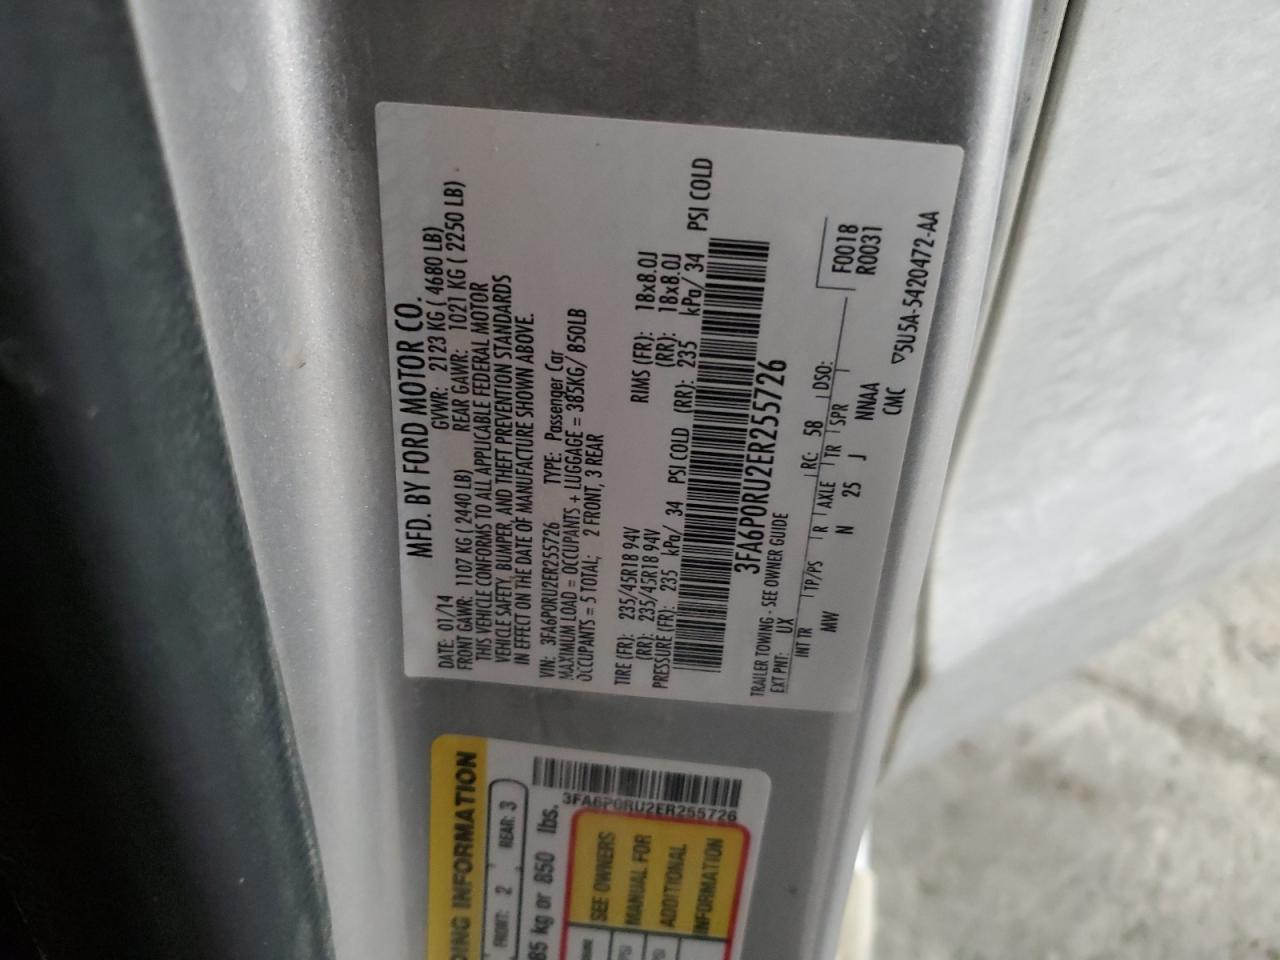 MFD. BY FORD MOTOR CO.
DATE: 01/14 GVWR: 2123 KG ( 4680 LB)
FRONT GAWR: 1107 KG ( 2440 LB) REAR GAWR: 1021 KG ( 2250 LB)
THIS VEHICLE CONFORMS TO ALL APPLICABLE FEDERAL MOTOR
VEHICLE SAFETY, BUMPER, AND THEFT PREVENTION STANDARDS
IN EFFECT ON THE DATE OF MANUFACTURE SHOWN ABOVE.
VIN: 3FA6P0RU2ER255726 TYPE: Passenger Car
MAXIMUM LOAD = OCCUPANTS + LUGGAGE = 385KG/ 850LB
OCCUPANTS = 5 TOTAL; 2 FRONT, 3 REAR
TIRE (FR): 235/45R18 94V RIMS (FR): 18x8.0J
(RR): 235/45R18 94V (RR): 18x8.0J
PRESSURE (FR): 235 kPa/ 34 PSI COLD (RR): 235 kPa/ 34 PSI COLD
3FA6P0RU2ER255726
TRAILER TOWING - SEE OWNER GUIDE
EXT PNT: UX RC: 58 DSO: F0018
R0031
INT TR TP/PS R AXLE TR SPR
MW N 25 J NNAA
CMC ▽5U5A-5420472-AA
DING INFORMATION
FRONT: 2 REAR: 3
85 kg or 850 lbs.
3FA6P0RU2ER255726
SEE OWNERS
MANUAL FOR
ADDITIONAL
INFORMATION